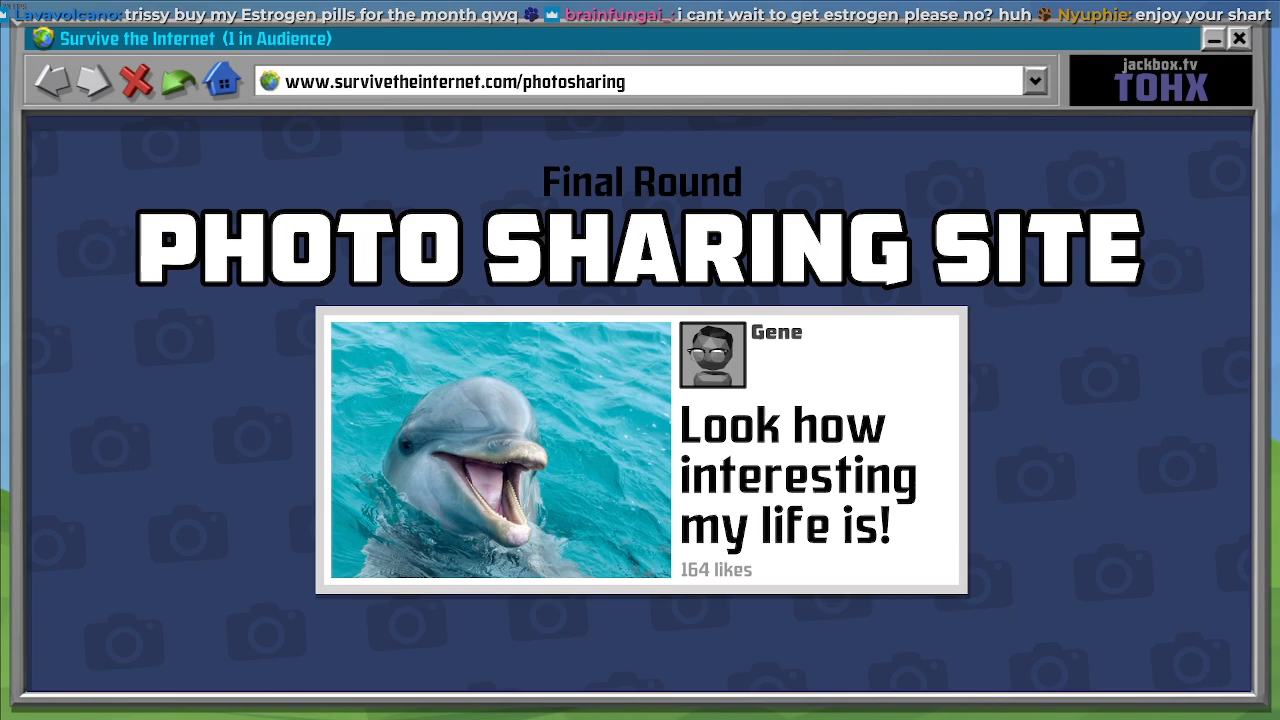 Lavavolcano: trissy buy my Estrogen pills for the month qwq brainfungai_: i cant wait to get estrogen please no? huh Nyuphie: enjoy your shart
Survive the Internet (1 in Audience)
www.survivetheinternet.com/photosharing
jackbox.tv
TOHX
Final Round
PHOTO SHARING SITE
Gene
Look how
interesting
my life is!
164 likes